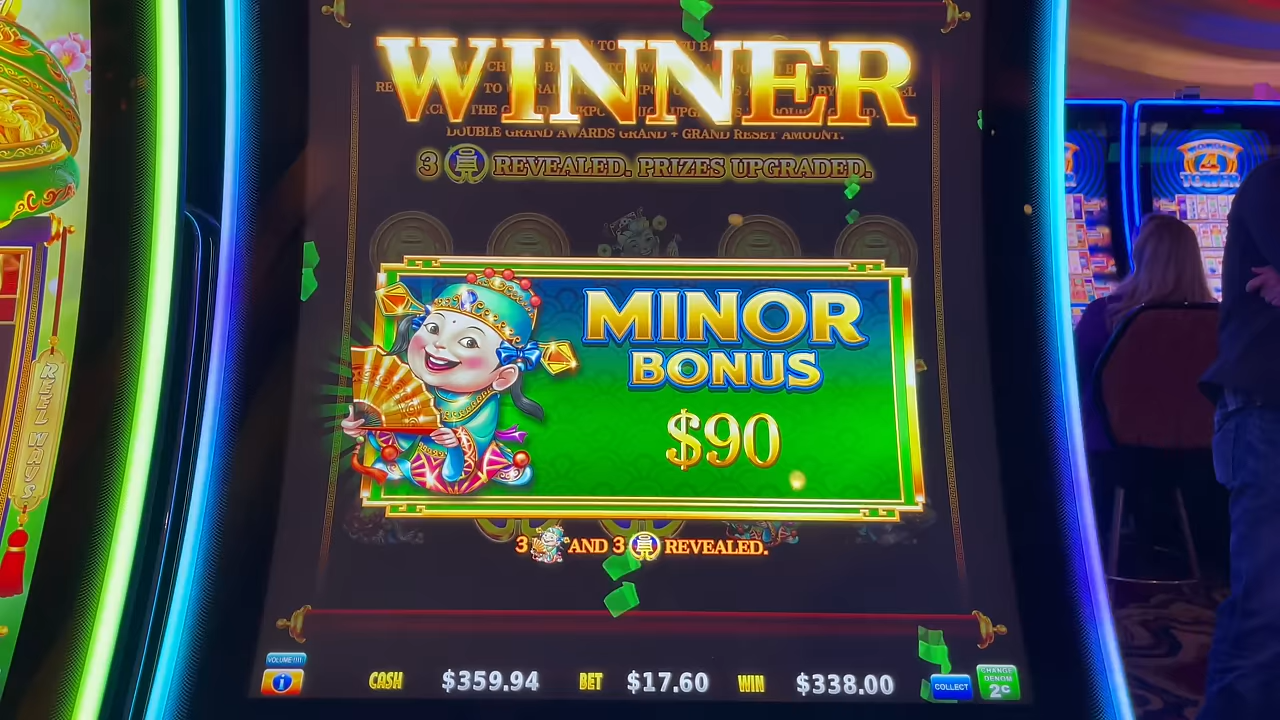 WINNER
DOUBLE GRAND AWARDS GRAND + GRAND RESET AMOUNT.
3 REVEALED. PRIZES UPGRADED.
MINOR
BONUS
$90
3 AND 3 REVEALED.
VOLUME !!!!
CASH $359.94 BET $17.60 WIN $338.00
COLLECT
CHANGE
DENOM
2¢
REEL WAYS
4
TOWER